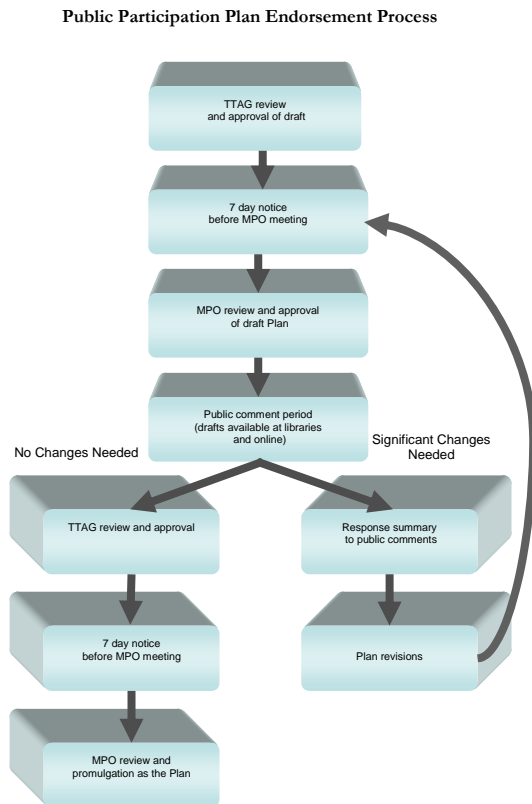 Public Participation Plan Endorsement Process
TTAG review
and approval of draft
7 day notice
before MPO meeting
MPO review and approval
of draft Plan
Public comment period
(drafts available at libraries
and online)
No Changes Needed
Significant Changes
Needed
TTAG review and approval
Response summary
to public comments
7 day notice
before MPO meeting
Plan revisions
MPO review and
promulgation as the Plan